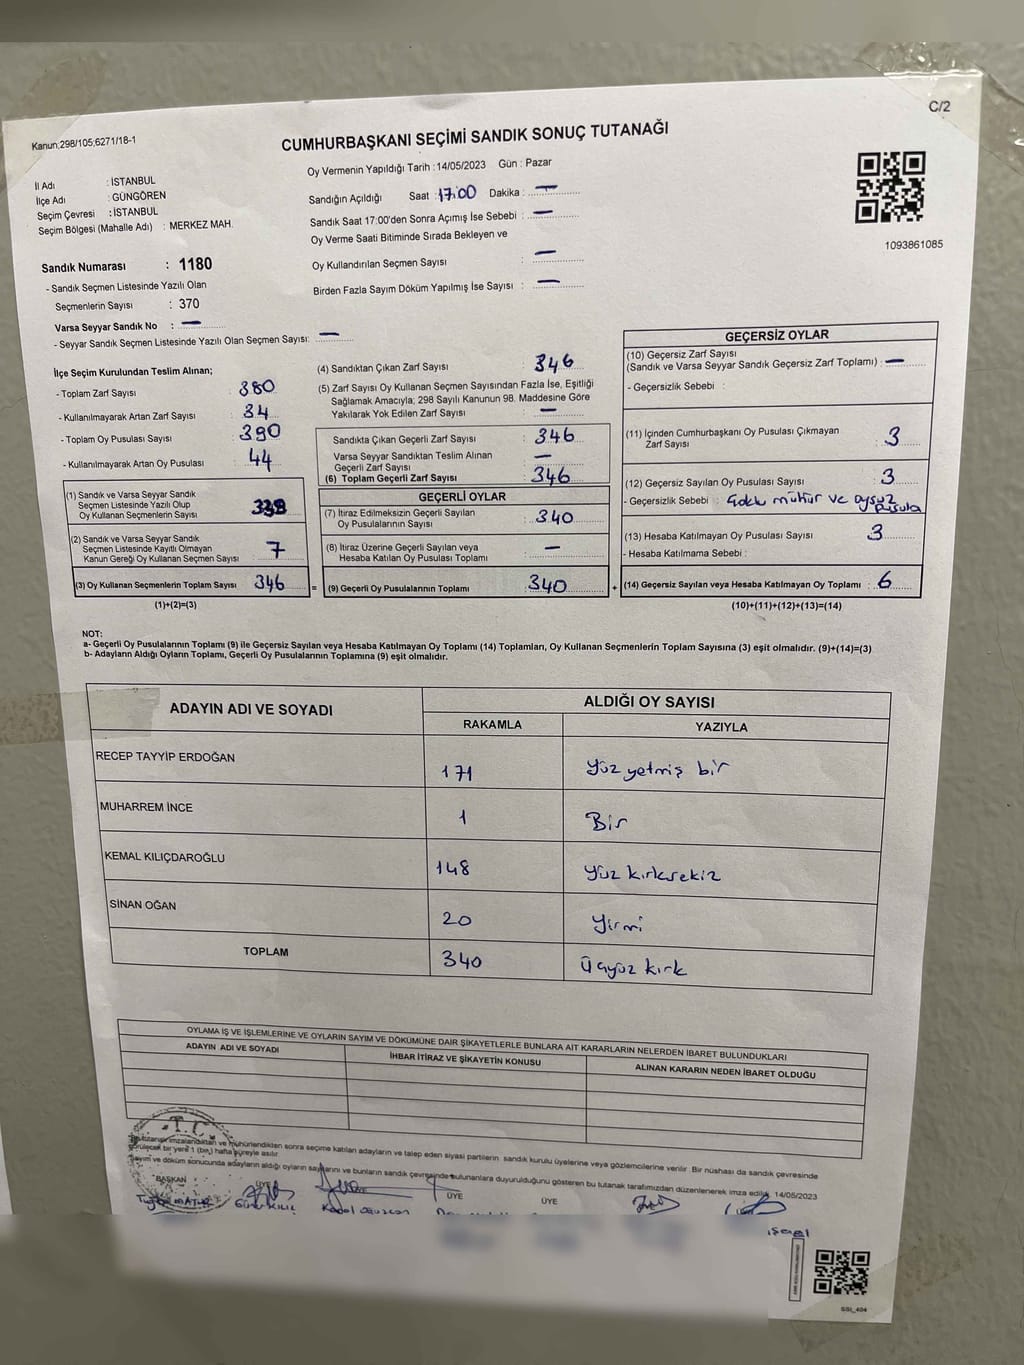 C/2
Kanun;298/105;6271/18-1
CUMHURBAŞKANI SEÇİMİ SANDIK SONUÇ TUTANAĞI
Oy Vermenin Yapıldığı Tarih : 14/05/2023 Gün : Pazar
İl Adı : İSTANBUL
İlçe Adı : GÜNGÖREN
Seçim Çevresi : İSTANBUL
Seçim Bölgesi (Mahalle Adı) : MERKEZ MAH.
Sandığın Açıldığı Saat : 17:00 Dakika : —
Sandık Saat 17:00'den Sonra Açımış İse Sebebi : —
Oy Verme Saati Bitiminde Sırada Bekleyen ve
Oy Kullandırılan Seçmen Sayısı : —
Birden Fazla Sayım Döküm Yapılmış İse Sayısı : —
1093861085
Sandık Numarası : 1180
- Sandık Seçmen Listesinde Yazılı Olan
Seçmenlerin Sayısı : 370
Varsa Seyyar Sandık No : —
- Seyyar Sandık Seçmen Listesinde Yazılı Olan Seçmen Sayısı: —
İlçe Seçim Kurulundan Teslim Alınan;
- Toplam Zarf Sayısı : 380
- Kullanılmayarak Artan Zarf Sayısı : 34
- Toplam Oy Pusulası Sayısı : 390
- Kullanılmayarak Artan Oy Pusulası : 44
(1) Sandık ve Varsa Seyyar Sandık
Seçmen Listesinde Yazılı Olup
Oy Kullanan Seçmenlerin Sayısı
(2) Sandık ve Varsa Seyyar Sandık
Seçmen Listesinde Kayıtlı Olmayan
Kanun Gereği Oy Kullanan Seçmen Sayısı : 7
(3) Oy Kullanan Seçmenlerin Toplam Sayısı : 346 =
(1)+(2)=(3)
(4) Sandıktan Çıkan Zarf Sayısı : 346
(5) Zarf Sayısı Oy Kullanan Seçmen Sayısından Fazla İse, Eşitliği
Sağlamak Amacıyla; 298 Sayılı Kanunun 98. Maddesine Göre
Yakılarak Yok Edilen Zarf Sayısı : —
Sandıkta Çıkan Geçerli Zarf Sayısı : 346
Varsa Seyyar Sandıktan Teslim Alınan
Geçerli Zarf Sayısı : —
(6) Toplam Geçerli Zarf Sayısı : 346
GEÇERLİ OYLAR
(7) İtiraz Edilmeksizin Geçerli Sayılan
Oy Pusulalarının Sayısı : 340
(8) İtiraz Üzerine Geçerli Sayılan veya
Hesaba Katılan Oy Pusulası Toplamı : —
(9) Geçerli Oy Pusulalarının Toplamı : 340 +
GEÇERSİZ OYLAR
(10) Geçersiz Zarf Sayısı
(Sandık ve Varsa Seyyar Sandık Geçersiz Zarf Toplamı) : —
- Geçersizlik Sebebi :
(11) İçinden Cumhurbaşkanı Oy Pusulası Çıkmayan
Zarf Sayısı : 3
(12) Geçersiz Sayılan Oy Pusulası Sayısı : 3
- Geçersizlik Sebebi : Çoklu mühür ve oysuz
Pusula
(13) Hesaba Katılmayan Oy Pusulası Sayısı : 3
- Hesaba Katılmama Sebebi :
(14) Geçersiz Sayılan veya Hesaba Katılmayan Oy Toplamı : 6
(10)+(11)+(12)+(13)=(14)
NOT:
a- Geçerli Oy Pusulalarının Toplamı (9) ile Geçersiz Sayılan veya Hesaba Katılmayan Oy Toplamı (14) Toplamları, Oy Kullanan Seçmenlerin Toplam Sayısına (3) eşit olmalıdır. (9)+(14)=(3)
b- Adayların Aldığı Oyların Toplamı, Geçerli Oy Pusulalarının Toplamına (9) eşit olmalıdır.
ADAYIN ADI VE SOYADI ALDIĞI OY SAYISI
RAKAMLA YAZIYLA
RECEP TAYYİP ERDOĞAN 171 Yüz yetmiş bir
MUHARREM İNCE 1 Bir
KEMAL KILIÇDAROĞLU 148 Yüz kırksekiz
SİNAN OĞAN 20 Yirmi
TOPLAM 340 Üçyüz kırk
OYLAMA İŞ VE İŞLEMLERİNE VE OYLARIN SAYIM VE DÖKÜMÜNE DAİR ŞİKAYETLERLE BUNLARA AİT KARARLARIN NELERDEN İBARET BULUNDUKLARI
ADAYIN ADI VE SOYADI İHBAR İTİRAZ VE ŞİKAYETİN KONUSU ALINAN KARARIN NEDEN İBARET OLDUĞU
T.C.
imzalandıktan ve mühürlendikten sonra seçime katılan adayların ve talep eden siyasi partilerin sandık kurulu üyelerine veya gözlemcilerine verilir. Bir nüshası da sandık çevresinde
görülecek bir yere 1 (bir) hafta süreyle asılır.
Sayım ve döküm sonucunda adayların aldığı oyların sayılarını ve bunların sandık çevresinde bulunanlara duyurulduğunu gösteren bu tutanak tarafımızdan düzenlenerek imza edildi. 14/05/2023
BAŞKAN ÜYE ÜYE ÜYE
KILIÇ
SSI_404